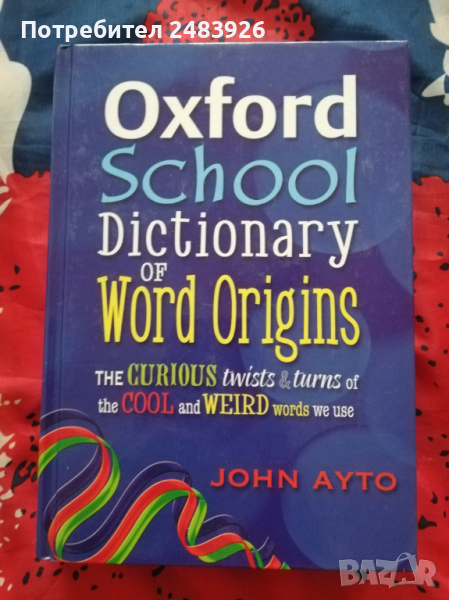 Потребител 2483926
Oxford
School
Dictionary
OF
Word Origins
THE CURIOUS twists & turns of
the COOL and WEIRD words we use
JOHN AYTO
BAZAR